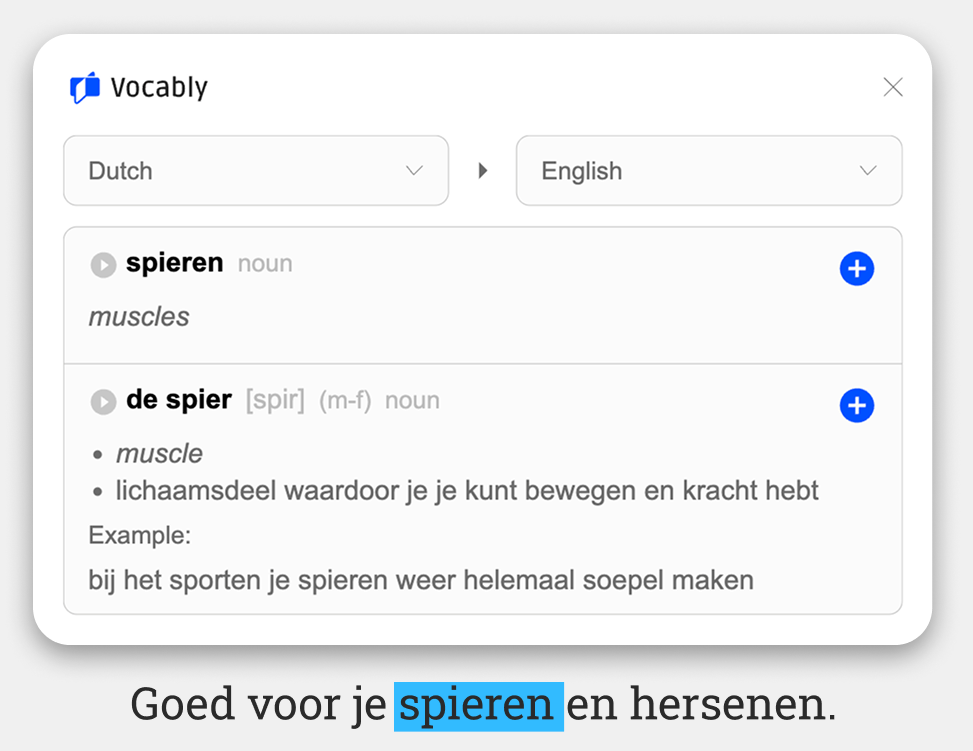 Vocably
Dutch
English
spieren noun
muscles
de spier [spir] (m-f) noun
• muscle
• lichaamsdeel waardoor je je kunt bewegen en kracht hebt
Example:
bij het sporten je spieren weer helemaal soepel maken
Goed voor je spieren en hersenen.